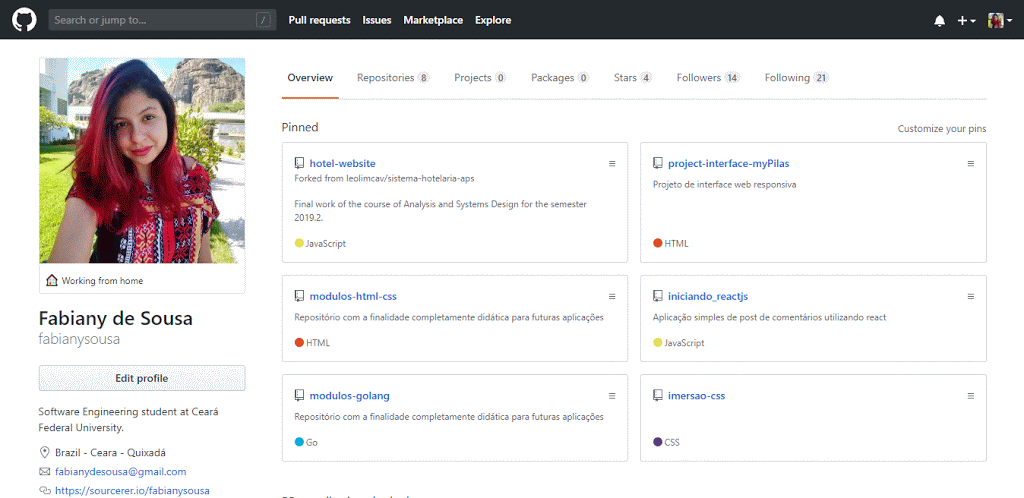 Search or jump to... /
Pull requests Issues Marketplace Explore
Overview Repositories 8 Projects 0 Packages 0 Stars 4 Followers 14 Following 21
Working from home
Fabiany de Sousa
fabianysousa
Edit profile
Software Engineering student at Ceará
Federal University.
Brazil - Ceara - Quixadá
fabianydesousa@gmail.com
https://sourcerer.io/fabianysousa
Pinned
Customize your pins
hotel-website
Forked from leolimcav/sistema-hotelaria-aps
Final work of the course of Analysis and Systems Design for the semester
2019.2.
JavaScript
project-interface-myPilas
Projeto de interface web responsiva
HTML
modulos-html-css
Repositório com a finalidade completamente didática para futuras aplicações
HTML
iniciando_reactjs
Aplicação simples de post de comentários utilizando react
JavaScript
modulos-golang
Repositório com a finalidade completamente didática para futuras aplicações
Go
imersao-css
CSS